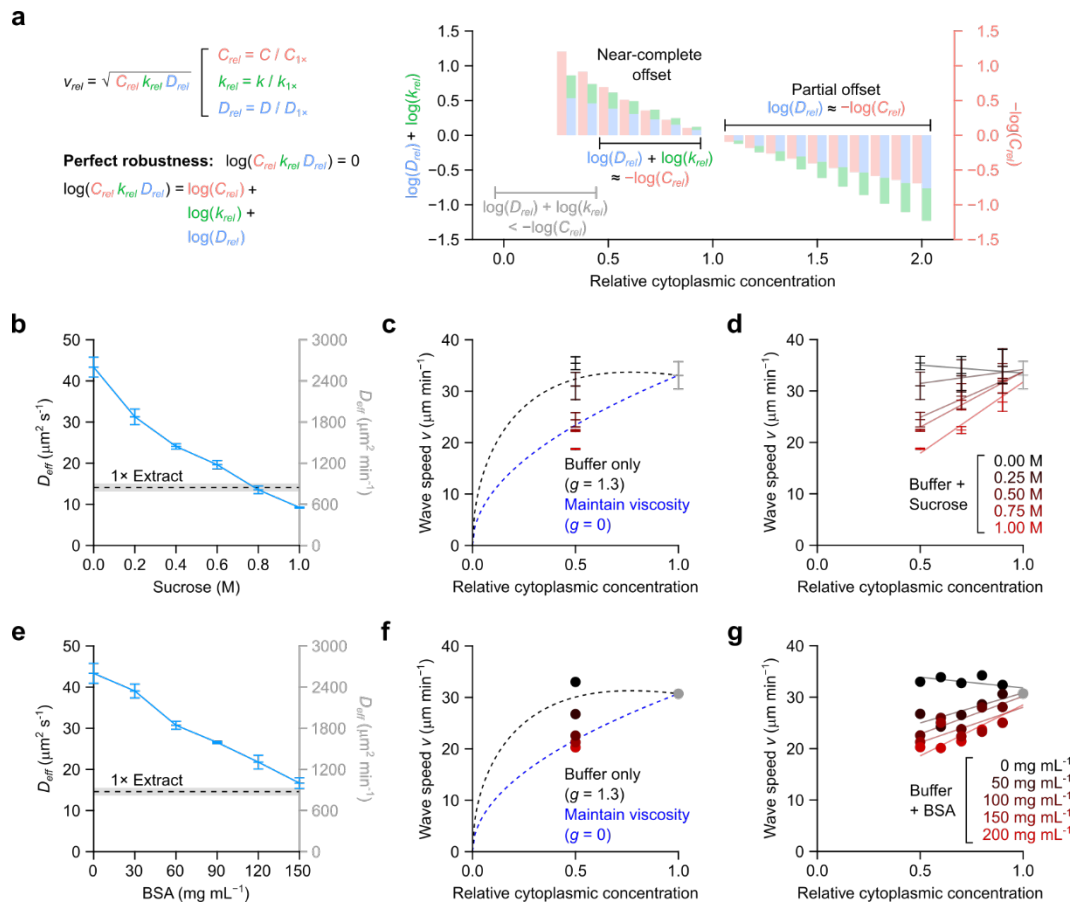 a
v_rel = √C_rel k_rel D_rel
C_rel = C / C_1×
k_rel = k / k_1×
D_rel = D / D_1×
Perfect robustness: log(C_rel k_rel D_rel) = 0
log(C_rel k_rel D_rel) = log(C_rel) +
log(k_rel) +
log(D_rel)
log(D_rel) + log(k_rel)
1.5
1.0
0.5
0.0
−0.5
−1.0
−1.5
Near-complete
offset
log(D_rel) + log(k_rel)
≈ −log(C_rel)
log(D_rel) + log(k_rel)
< −log(C_rel)
Partial offset
log(D_rel) ≈ −log(C_rel)
1.5
1.0
0.5
0.0
−0.5
−1.0
−1.5
−log(C_rel)
0.0 0.5 1.0 1.5 2.0
Relative cytoplasmic concentration
b
D_eff (μm² s⁻¹)
50
40
30
20
10
0
1× Extract
3000
2400
1800
1200
600
0
D_eff (μm² min⁻¹)
0.0 0.2 0.4 0.6 0.8 1.0
Sucrose (M)
c
Wave speed v (μm min⁻¹)
40
30
20
10
0
Buffer only
(g = 1.3)
Maintain viscosity
(g = 0)
0.0 0.5 1.0
Relative cytoplasmic concentration
d
Wave speed v (μm min⁻¹)
40
30
20
10
0
Buffer +
Sucrose
0.00 M
0.25 M
0.50 M
0.75 M
1.00 M
0.0 0.5 1.0
Relative cytoplasmic concentration
e
D_eff (μm² s⁻¹)
50
40
30
20
10
0
1× Extract
3000
2400
1800
1200
600
0
D_eff (μm² min⁻¹)
0 30 60 90 120 150
BSA (mg mL⁻¹)
f
Wave speed v (μm min⁻¹)
40
30
20
10
0
Buffer only
(g = 1.3)
Maintain viscosity
(g = 0)
0.0 0.5 1.0
Relative cytoplasmic concentration
g
Wave speed v (μm min⁻¹)
40
30
20
10
0
Buffer
+ BSA
0 mg mL⁻¹
50 mg mL⁻¹
100 mg mL⁻¹
150 mg mL⁻¹
200 mg mL⁻¹
0.0 0.5 1.0
Relative cytoplasmic concentration